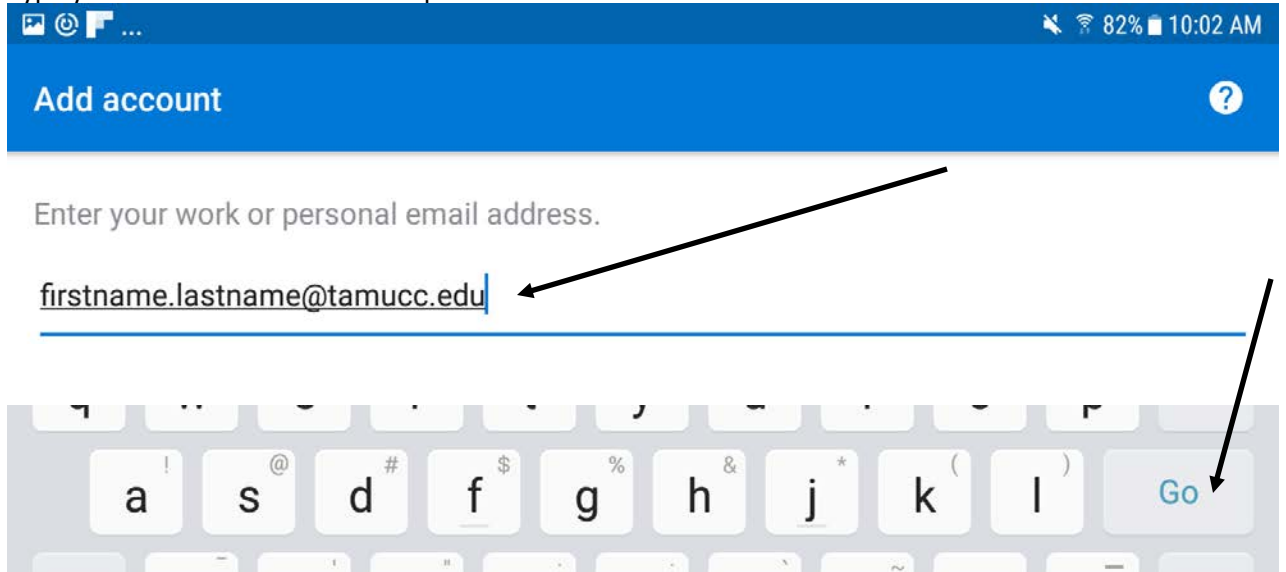 ... 82% 10:02 AM
Add account ?
Enter your work or personal email address.
firstname.lastname@tamucc.edu
! @ # $ % & * ( )
a s d f g h j k l Go